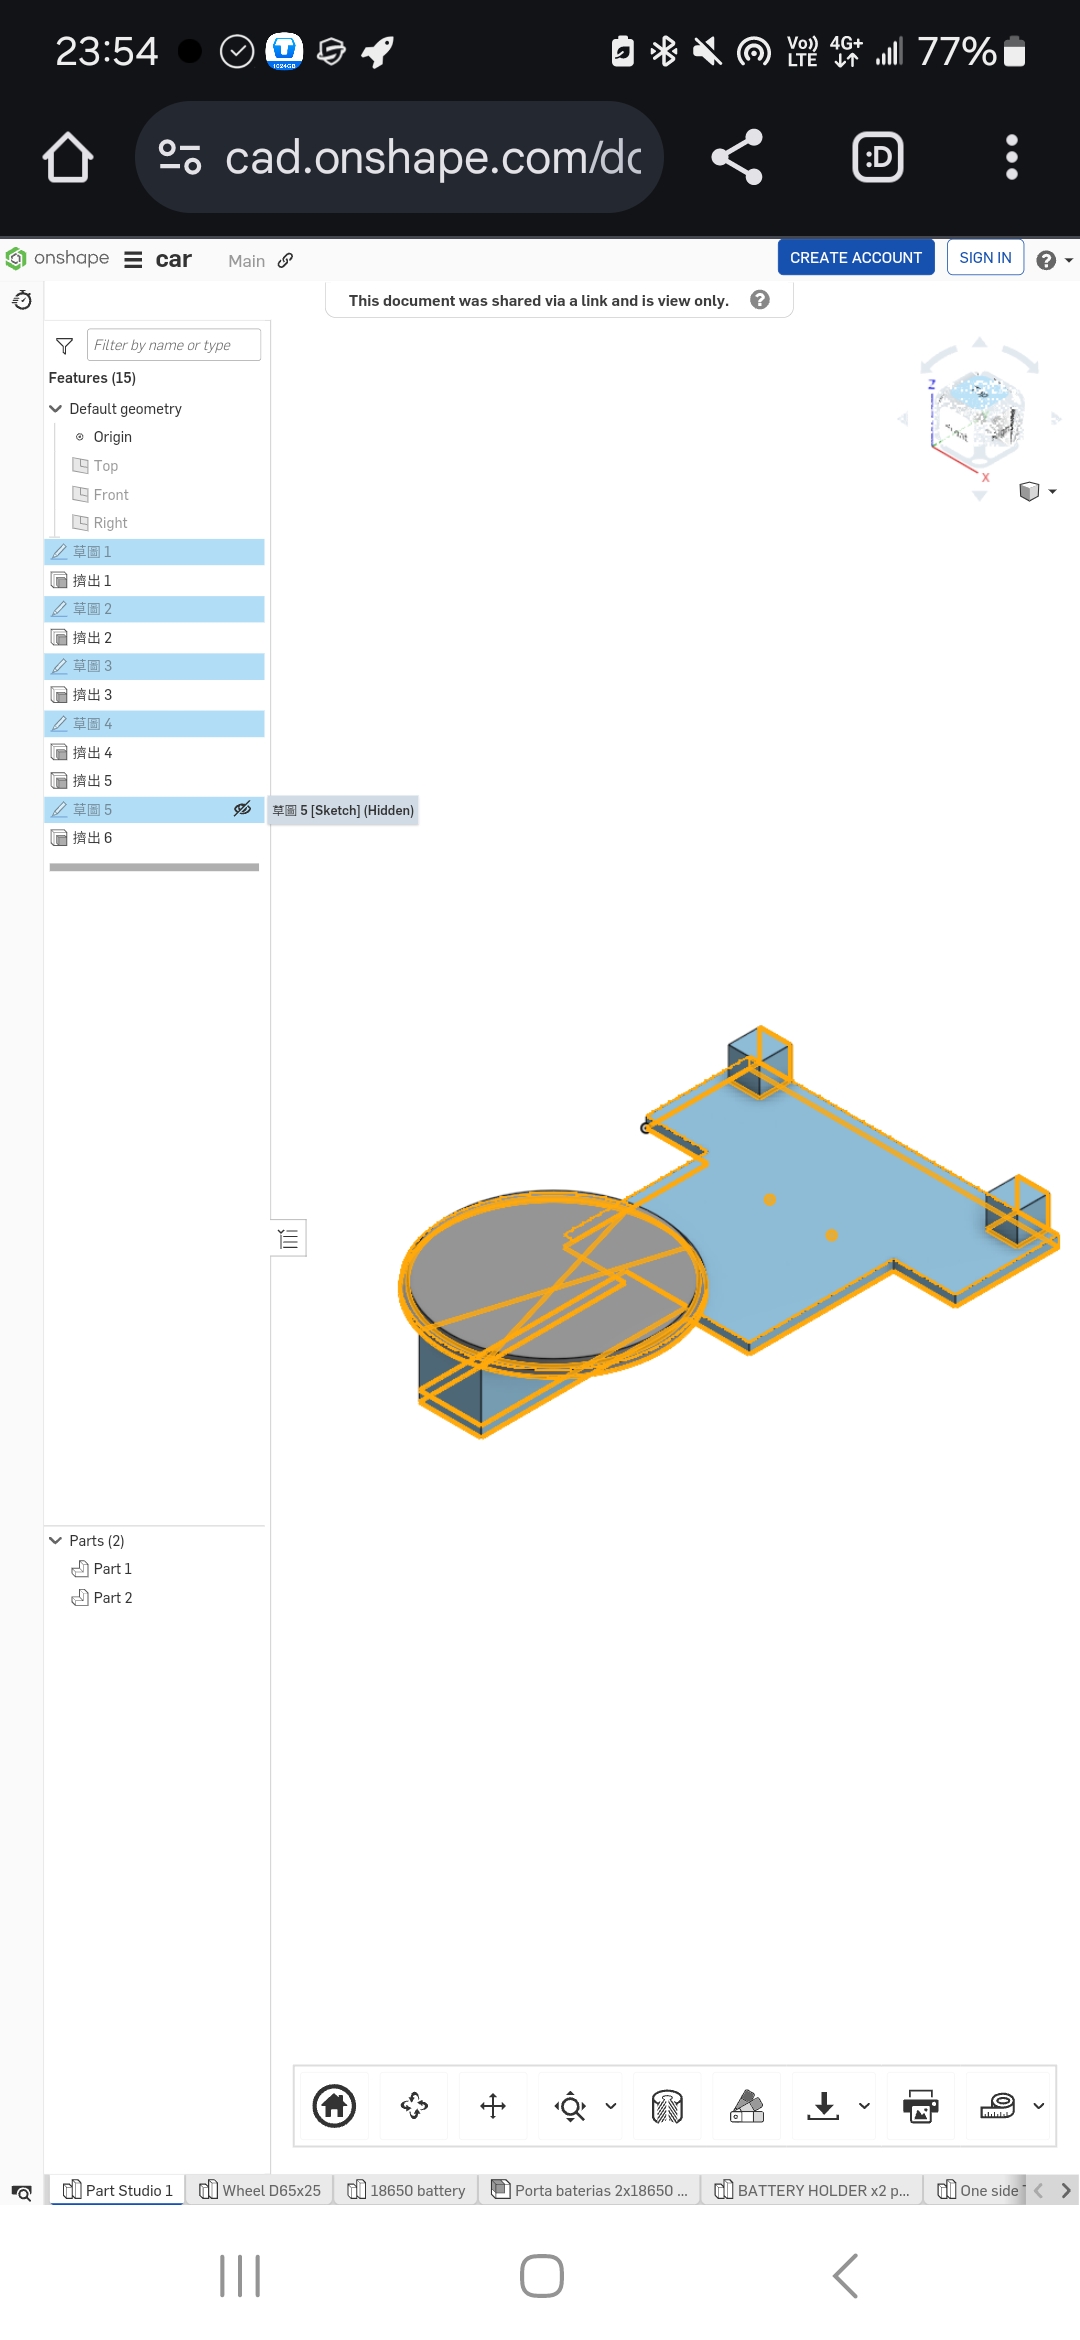 23:54
Vo))
LTE
4G+
77%
1024GB
cad.onshape.com/dc
:D
onshape
car
Main
CREATE ACCOUNT
SIGN IN
?
This document was shared via a link and is view only.
?
Filter by name or type
Features (15)
Default geometry
Origin
Top
Front
Right
草圖 1
擠出 1
草圖 2
擠出 2
草圖 3
擠出 3
草圖 4
擠出 4
擠出 5
草圖 5
草圖 5 [Sketch] (Hidden)
擠出 6
Z
X
Parts (2)
Part 1
Part 2
Part Studio 1
Wheel D65x25
18650 battery
Porta baterias 2x18650 ...
BATTERY HOLDER x2 p...
One side